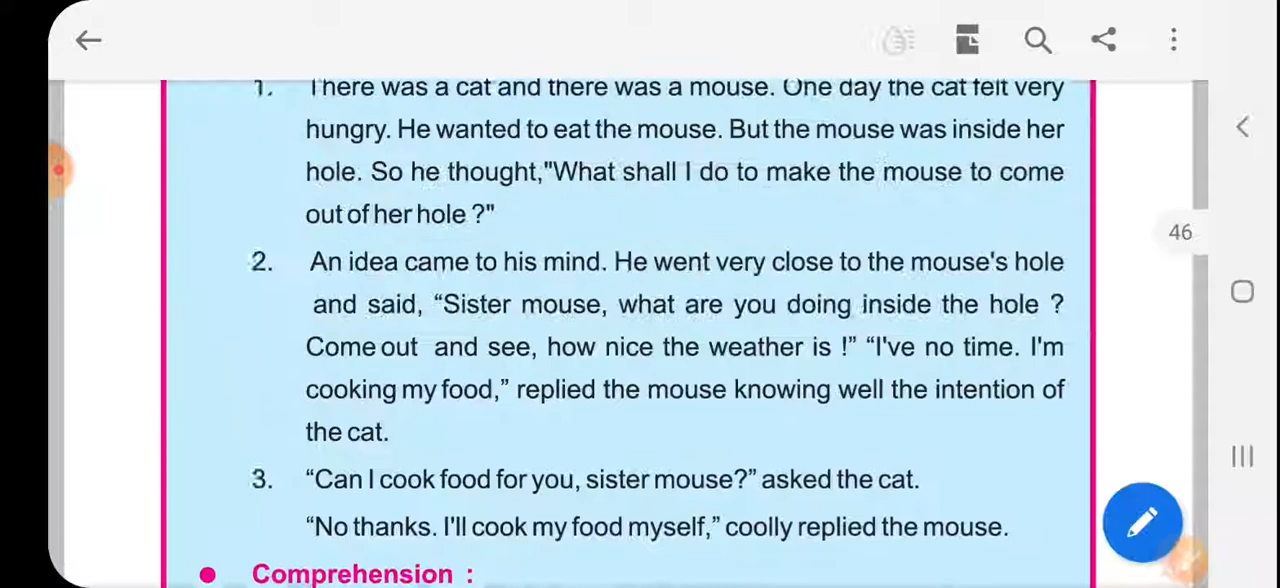 46
1. There was a cat and there was a mouse. One day the cat felt very
hungry. He wanted to eat the mouse. But the mouse was inside her
hole. So he thought,"What shall I do to make the mouse to come
out of her hole ?"
2. An idea came to his mind. He went very close to the mouse's hole
and said, “Sister mouse, what are you doing inside the hole ?
Come out and see, how nice the weather is !” “I've no time. I'm
cooking my food,” replied the mouse knowing well the intention of
the cat.
3. “Can I cook food for you, sister mouse?” asked the cat.
“No thanks. I'll cook my food myself,” coolly replied the mouse.
● Comprehension :